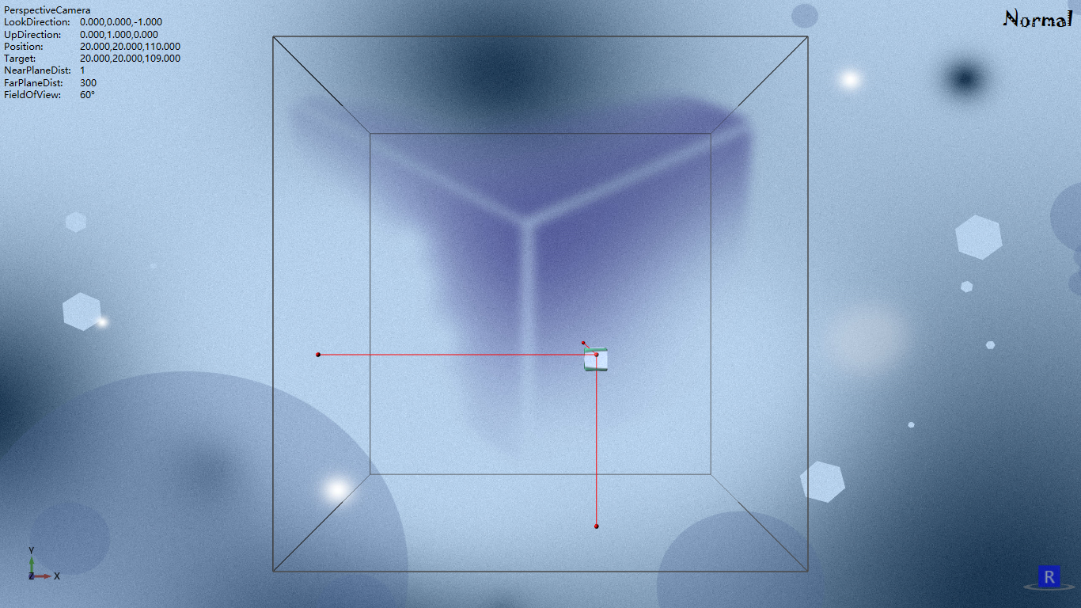 PerspectiveCamera
LookDirection: 0.000,0.000,-1.000
UpDirection: 0.000,1.000,0.000
Position: 20.000,20.000,110.000
Target: 20.000,20.000,109.000
NearPlaneDist: 1
FarPlaneDist: 300
FieldOfView: 60°
Normal
Y
Z X
R